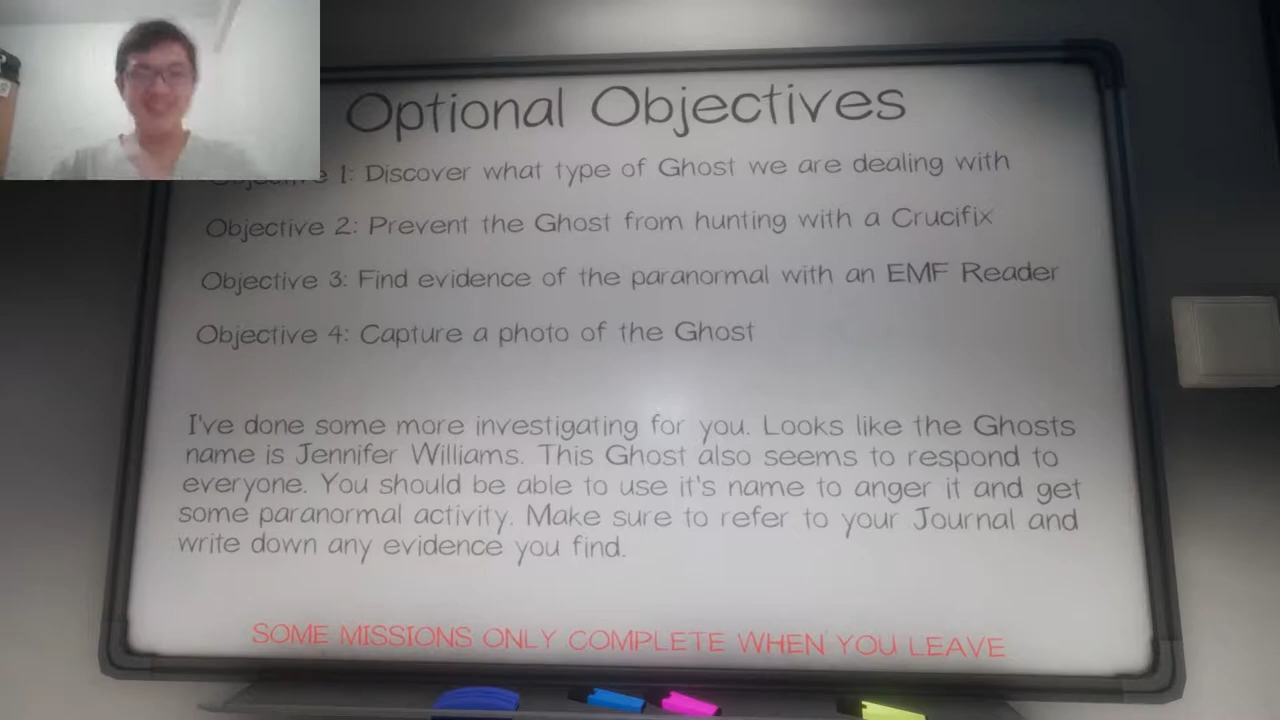 Optional Objectives
Objective 1: Discover what type of Ghost we are dealing with
Objective 2: Prevent the Ghost from hunting with a Crucifix
Objective 3: Find evidence of the paranormal with an EMF Reader
Objective 4: Capture a photo of the Ghost
I've done some more investigating for you. Looks like the Ghosts
name is Jennifer Williams. This Ghost also seems to respond to
everyone. You should be able to use it's name to anger it and get
some paranormal activity. Make sure to refer to your Journal and
write down any evidence you find.
SOME MISSIONS ONLY COMPLETE WHEN YOU LEAVE